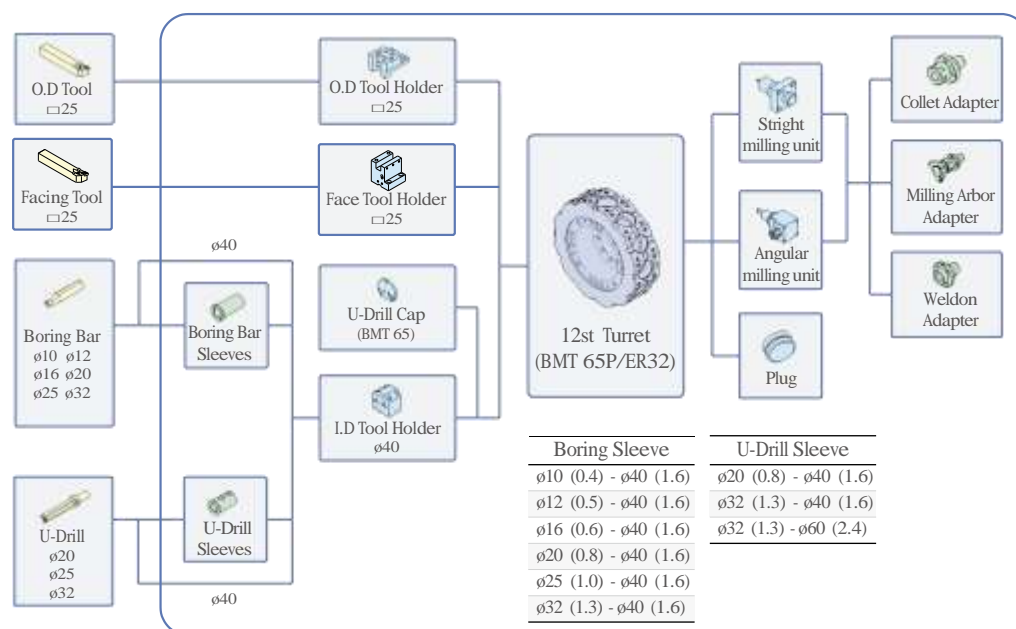 O.D Tool
□25
Facing Tool
□25
ø40
Boring Bar
ø10 ø12
ø16 ø20
ø25 ø32
Boring Bar
Sleeves
U-Drill
ø20
ø25
ø32
U-Drill
Sleeves
ø40
O.D Tool Holder
□25
Face Tool Holder
□25
U-Drill Cap
(BMT 65)
I.D Tool Holder
ø40
12st Turret
(BMT 65P/ER32)
Stright
milling unit
Angular
milling unit
Plug
Collet Adapter
Milling Arbor
Adapter
Weldon
Adapter
Boring Sleeve
ø10 (0.4) - ø40 (1.6)
ø12 (0.5) - ø40 (1.6)
ø16 (0.6) - ø40 (1.6)
ø20 (0.8) - ø40 (1.6)
ø25 (1.0) - ø40 (1.6)
ø32 (1.3) - ø40 (1.6)
U-Drill Sleeve
ø20 (0.8) - ø40 (1.6)
ø32 (1.3) - ø40 (1.6)
ø32 (1.3) - ø60 (2.4)